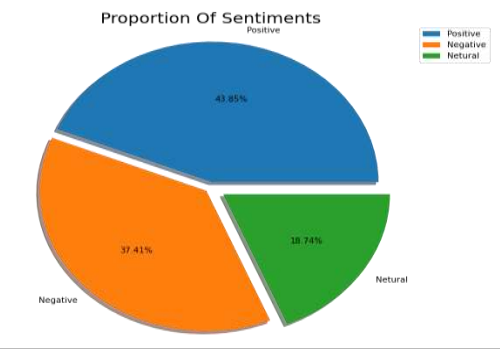 Proportion Of Sentiments
Positive
Positive
Negative
Netural
43.85%
37.41%
18.74%
Netural
Negative